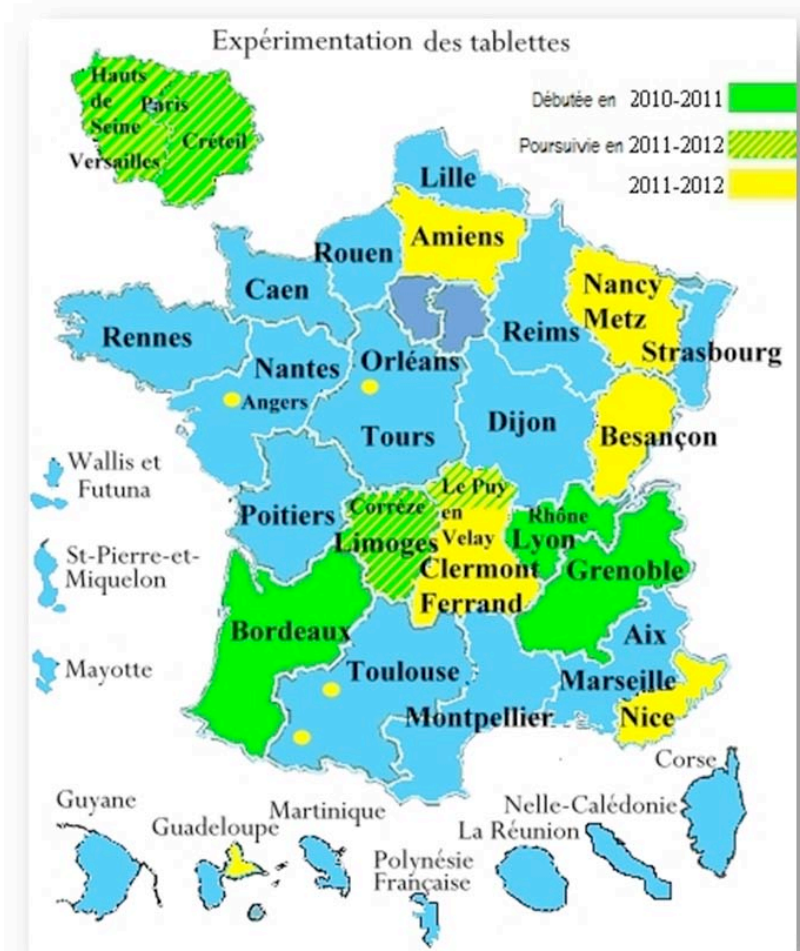 Expérimentation des tablettes
Débutée en 2010-2011
Poursuivie en 2011-2012
2011-2012
Hauts
de
Seine
Paris
Créteil
Versailles
Lille
Amiens
Rouen
Caen
Nancy
Metz
Reims
Strasbourg
Rennes
Nantes
Orléans
Angers
Tours
Dijon
Besançon
Wallis et
Futuna
Poitiers
Corrèze
Limoges
Le Puy
en
Velay
Clermont
Ferrand
Rhône
Lyon
Grenoble
St-Pierre-et-
Miquelon
Bordeaux
Aix
Marseille
Mayotte
Toulouse
Montpellier
Nice
Corse
Guyane
Guadeloupe
Martinique
Polynésie
Française
Nelle-Calédonie
La Réunion